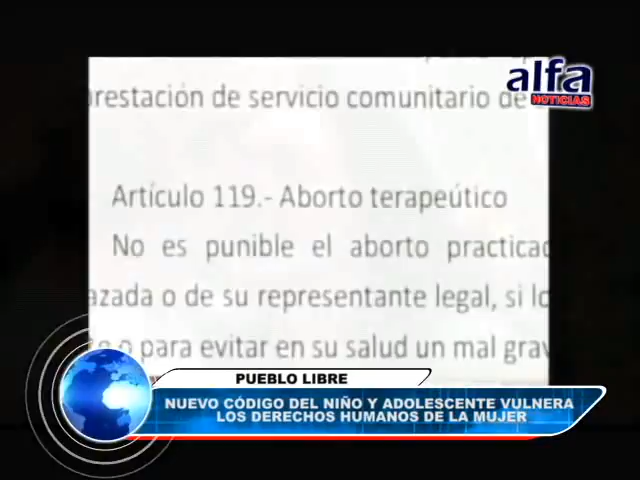 prestación de servicio comunitario de
alfa
NOTICIAS
Artículo 119.- Aborto terapéutico
No es punible el aborto practicad
azada o de su representante legal, si lo
o para evitar en su salud un mal grav
PUEBLO LIBRE
NUEVO CÓDIGO DEL NIÑO Y ADOLESCENTE VULNERA
LOS DERECHOS HUMANOS DE LA MUJER